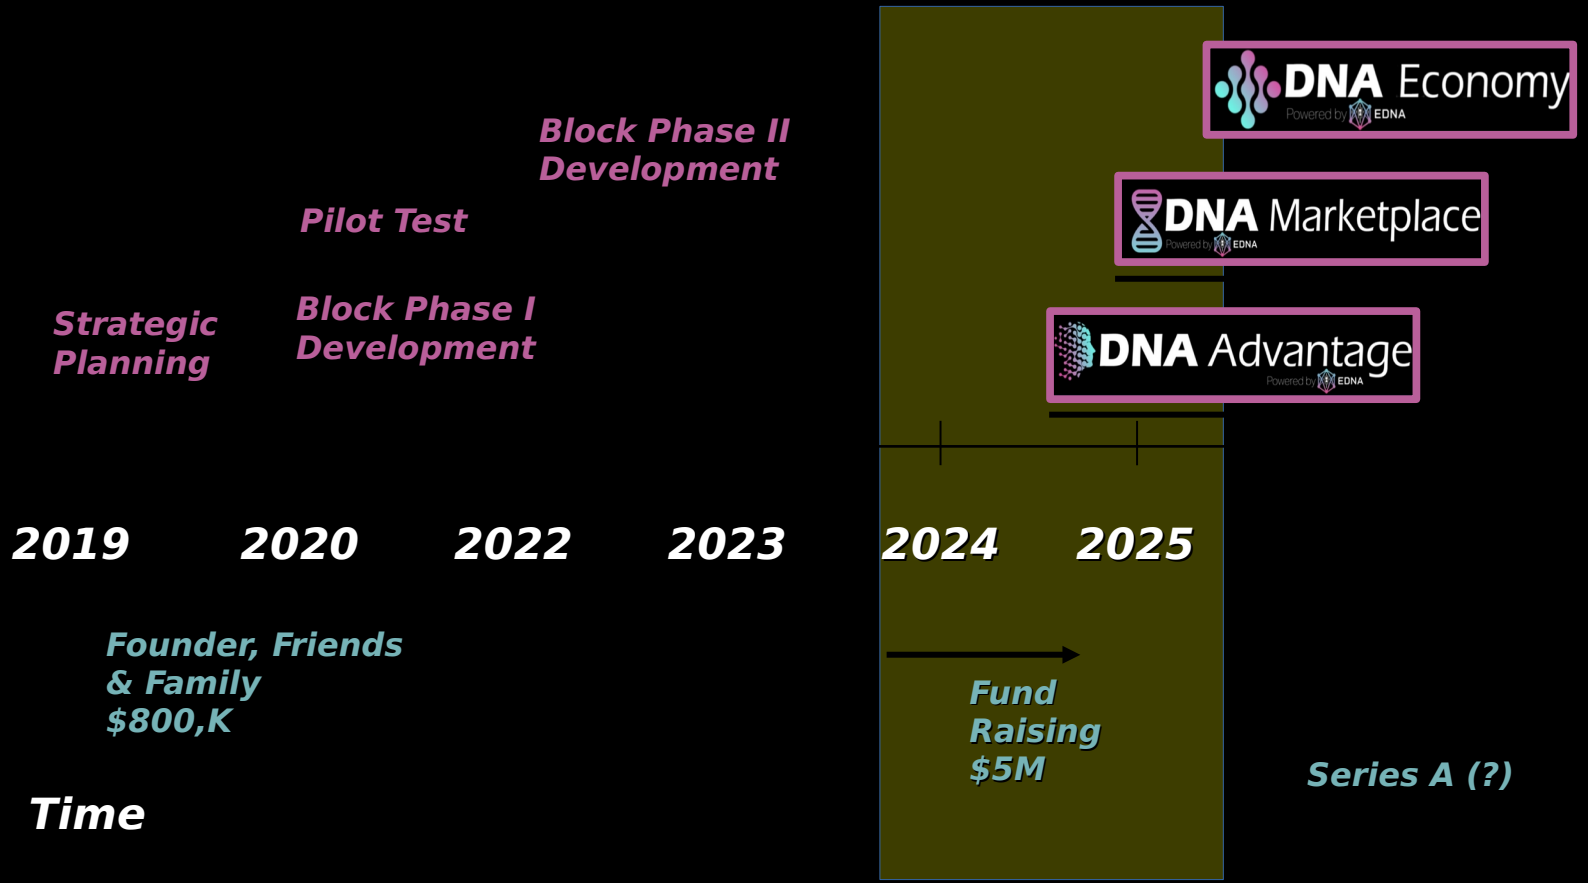 DNA Economy
Powered by EDNA
Block Phase II
Development
DNA Marketplace
Powered by EDNA
Pilot Test
Block Phase I
Development
Strategic
Planning
DNA Advantage
Powered by EDNA
2019 2020 2022 2023 2024 2025
Founder, Friends
& Family
$800,K
Fund
Raising
$5M
Series A (?)
Time